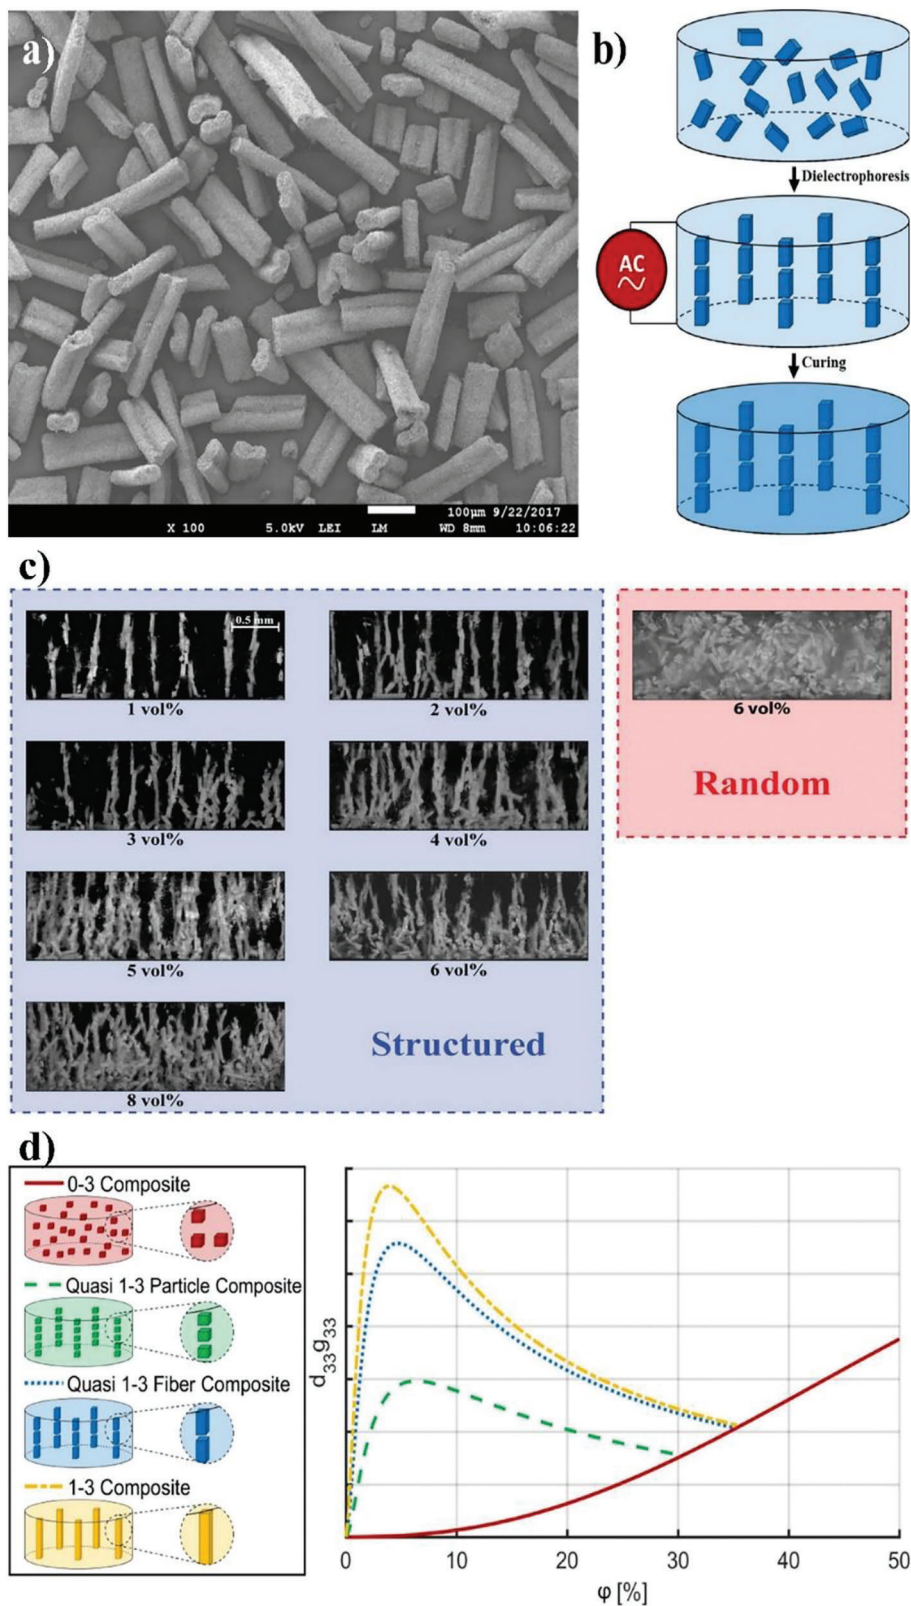 a)
100μm 9/22/2017
X 100 5.0kV LEI LM WD 8mm 10:06:22
b)
Dielectrophoresis
AC
Curing
c)
0.5 mm
1 vol%
2 vol%
3 vol%
4 vol%
5 vol%
6 vol%
8 vol%
Structured
6 vol%
Random
d)
0-3 Composite
Quasi 1-3 Particle Composite
Quasi 1-3 Fiber Composite
1-3 Composite
d33g33
0 10 20 30 40 50
φ [%]